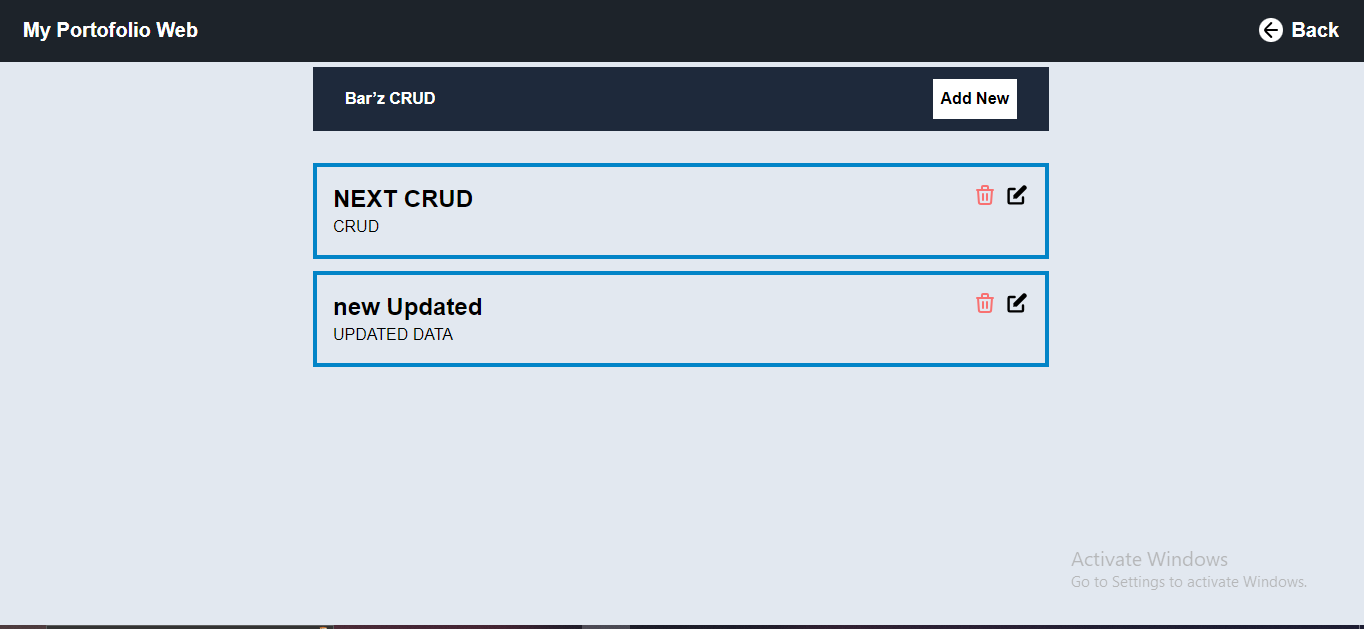 My Portofolio Web
Back
Bar’z CRUD
Add New
NEXT CRUD
CRUD
new Updated
UPDATED DATA
Activate Windows
Go to Settings to activate Windows.